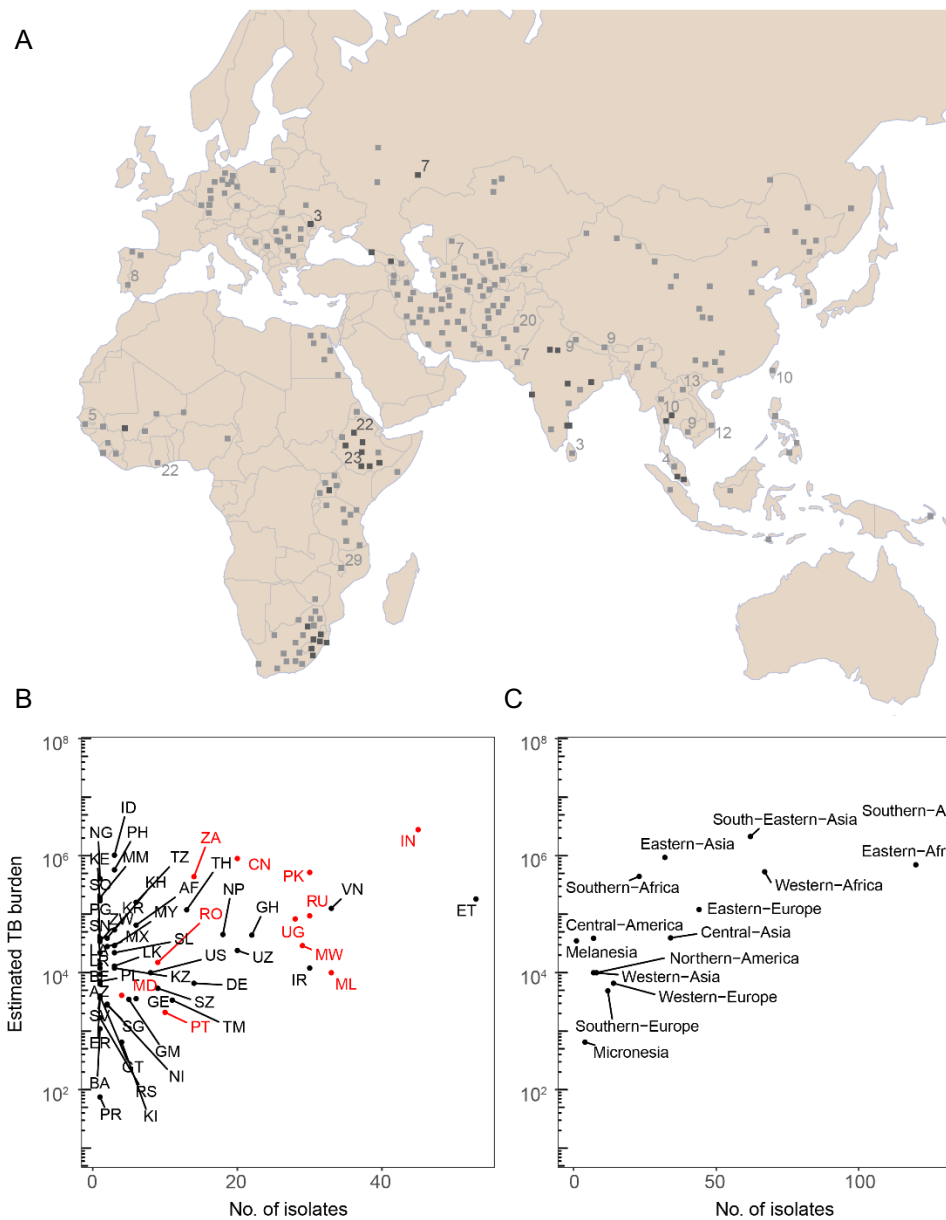 A
7
3
8
7
20
7
9
9
10
5
22
23
22
13
10
9
12
3
4
29
B
C
10⁸
10⁶
10⁴
10²
Estimated TB burden
ID
NG
PH
KE
MM
SO
TZ
ZA
TH
CN
IN
KH
AF
NP
PK
PG
KR
MY
RO
GH
RU
VN
ET
SN
ZW
MX
SL
UG
LA
LK
US
UZ
MW
LR
IR
ML
BE
PL
KZ
DE
MD
AZ
GE
SZ
SV
SG
PT
TM
ER
GM
GT
NI
BA
RS
PR
KI
0
20
40
No. of isolates
Southern-A
South-Eastern-Asia
Eastern-Asia
Eastern-Afr
Southern-Africa
Western-Africa
Eastern-Europe
Central-America
Central-Asia
Melanesia
Northern-America
Western-Asia
Western-Europe
Southern-Europe
Micronesia
0
50
100
No. of isolates